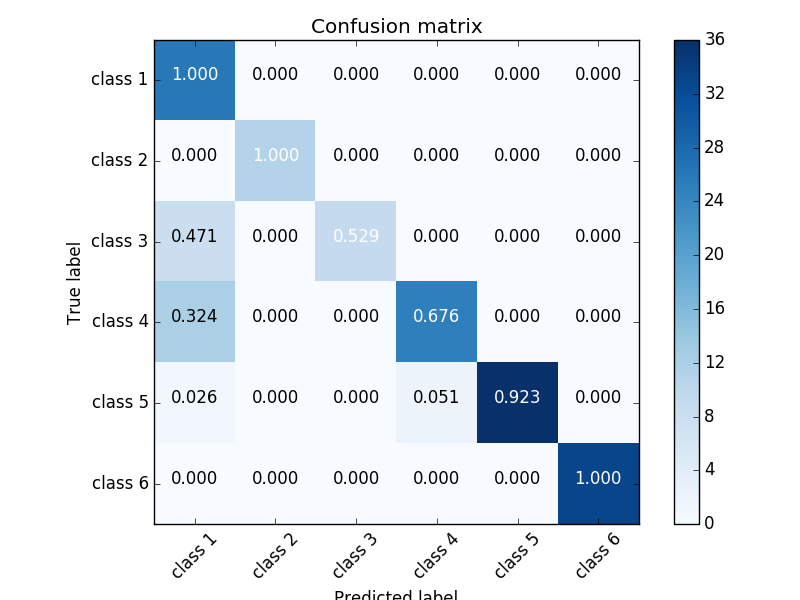 Confusion matrix
True label
class 1 1.000 0.000 0.000 0.000 0.000 0.000
class 2 0.000 1.000 0.000 0.000 0.000 0.000
class 3 0.471 0.000 0.529 0.000 0.000 0.000
class 4 0.324 0.000 0.000 0.676 0.000 0.000
class 5 0.026 0.000 0.000 0.051 0.923 0.000
class 6 0.000 0.000 0.000 0.000 0.000 1.000
class 1 class 2 class 3 class 4 class 5 class 6
Predicted label
36
32
28
24
20
16
12
8
4
0